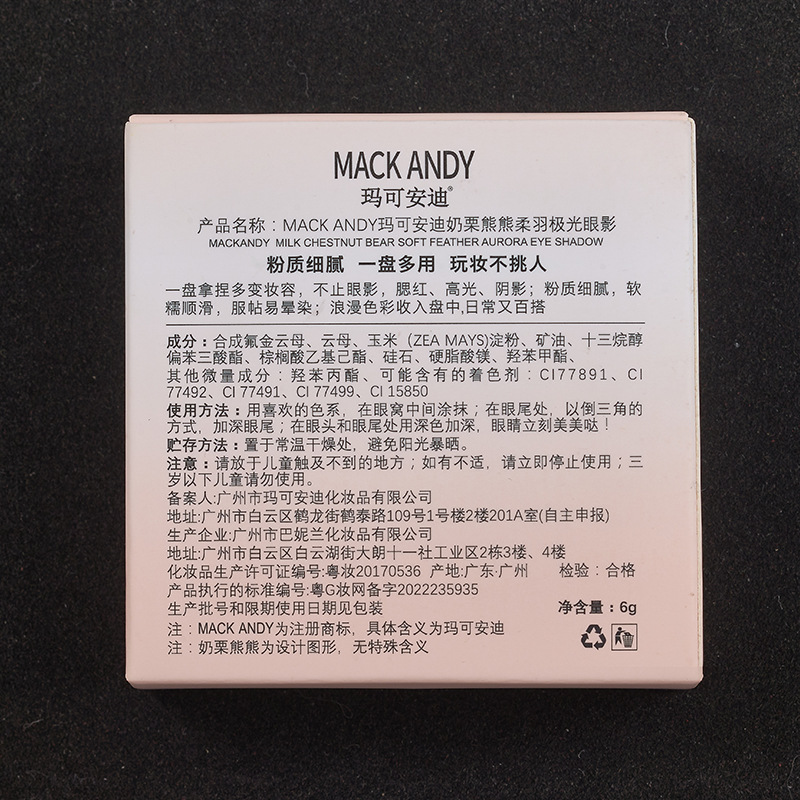 MACK ANDY
玛可安迪®
产品名称：MACK ANDY玛可安迪奶栗熊熊柔羽极光眼影
MACKANDY MILK CHESTNUT BEAR SOFT FEATHER AURORA EYE SHADOW
粉质细腻 一盘多用 玩妆不挑人
一盘拿捏多变妆容，不止眼影，腮红、高光、阴影；粉质细腻，软
糯顺滑，服帖易晕染；浪漫色彩收入盘中,日常又百搭
成分：合成氟金云母、云母、玉米（ZEA MAYS)淀粉、矿油、十三烷醇
偏苯三酸酯、棕榈酸乙基己酯、硅石、硬脂酸镁、羟苯甲酯、
其他微量成分：羟苯丙酯、可能含有的着色剂：CI77891、CI
77492、CI 77491、CI 77499、CI 15850
使用方法：用喜欢的色系，在眼窝中间涂抹；在眼尾处，以倒三角的
方式，加深眼尾；在眼头和眼尾处用深色加深，眼睛立刻美美哒！
贮存方法：置于常温干燥处，避免阳光暴晒。
注意：请放于儿童触及不到的地方；如有不适，请立即停止使用；三
岁以下儿童请勿使用。
备案人:广州市玛可安迪化妆品有限公司
地址:广州市白云区鹤龙街鹤泰路109号1号楼2楼201A室(自主申报)
生产企业:广州市巴妮兰化妆品有限公司
地址:广州市白云区白云湖街大朗十一社工业区2栋3楼、4楼
化妆品生产许可证编号:粤妆20170536 产地:广东·广州 检验：合格
产品执行的标准编号:粤G妆网备字2022235935
生产批号和限期使用日期见包装 净含量：6g
注：MACK ANDY为注册商标，具体含义为玛可安迪
注：奶栗熊熊为设计图形，无特殊含义